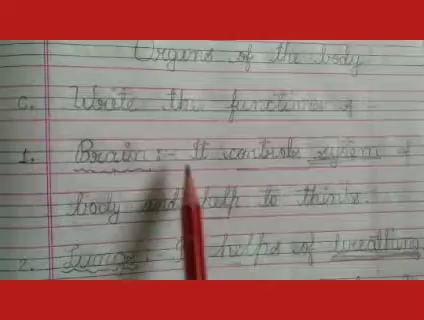 Organs of the body
C. Write the functions of
1. Brain :- It controls system of
body and help to think.
2. Lungs :- It helps of breathing